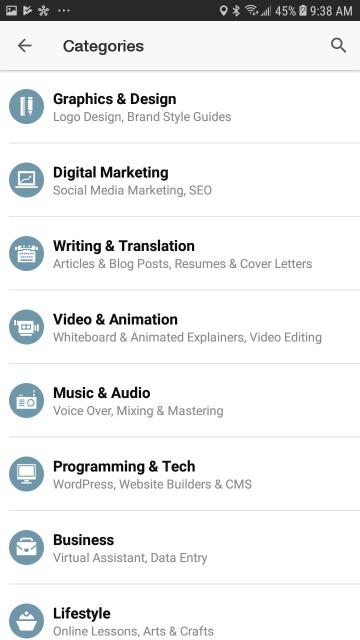 45% 9:38 AM
Categories
Graphics & Design
Logo Design, Brand Style Guides
Digital Marketing
Social Media Marketing, SEO
Writing & Translation
Articles & Blog Posts, Resumes & Cover Letters
Video & Animation
Whiteboard & Animated Explainers, Video Editing
Music & Audio
Voice Over, Mixing & Mastering
Programming & Tech
WordPress, Website Builders & CMS
Business
Virtual Assistant, Data Entry
Lifestyle
Online Lessons, Arts & Crafts